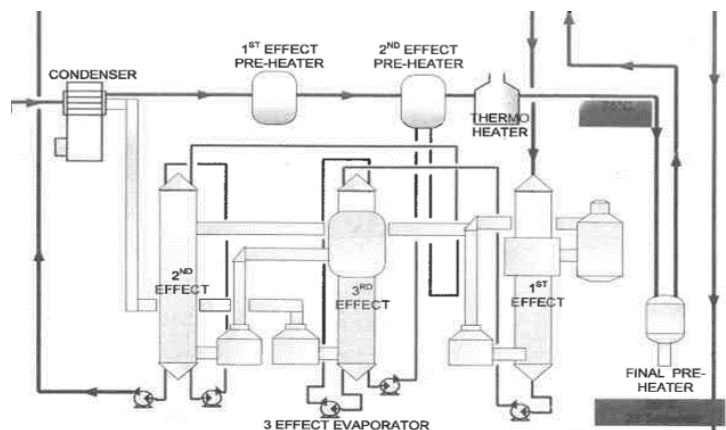 1ST EFFECT
PRE-HEATER
2ND EFFECT
PRE-HEATER
CONDENSER
THERMO
HEATER
2ND
EFFECT
3RD
EFFECT
1ST
EFFECT
FINAL PRE-
HEATER
3 EFFECT EVAPORATOR